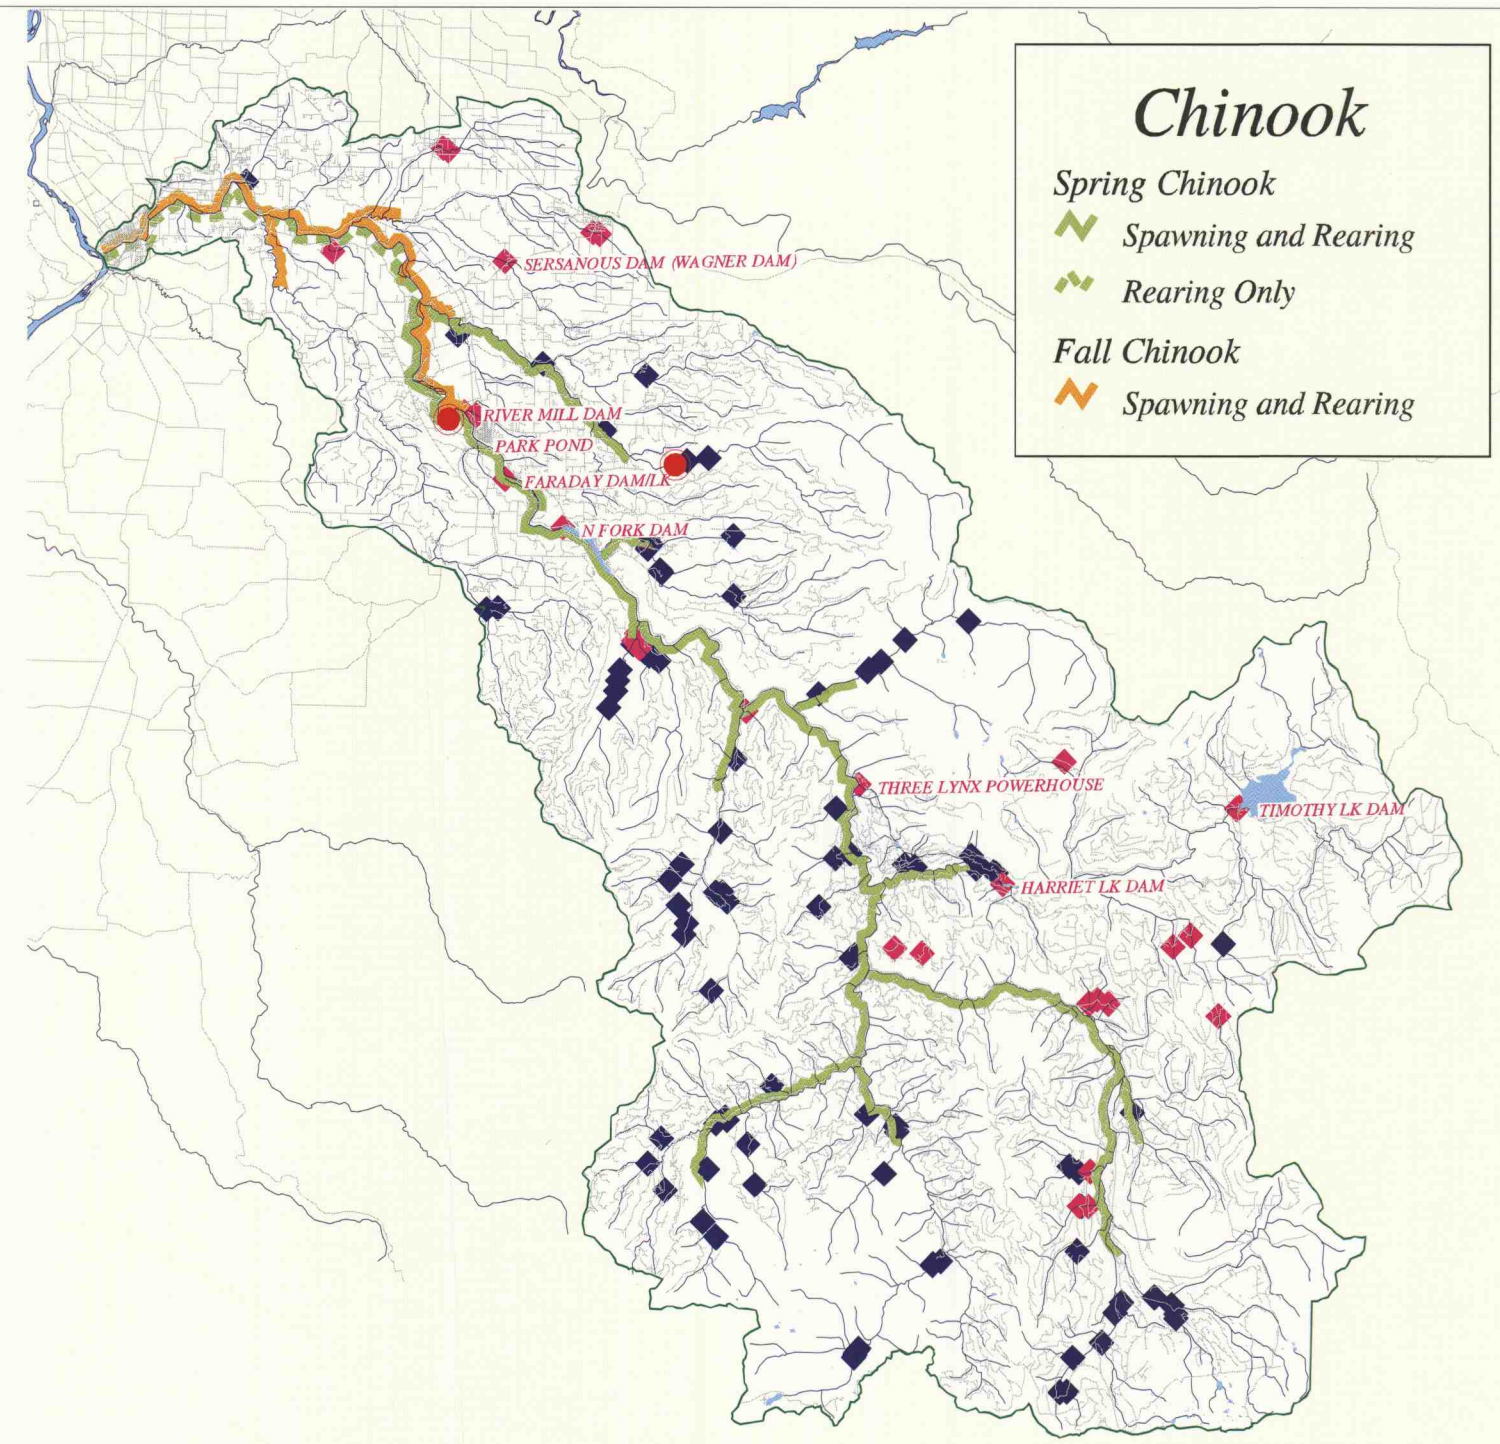 Chinook
Spring Chinook
Spawning and Rearing
Rearing Only
Fall Chinook
Spawning and Rearing
SERSANOUS DAM (WAGNER DAM)
RIVER MILL DAM
PARK POND
FARADAY DAM/LK
N FORK DAM
THREE LYNX POWERHOUSE
TIMOTHY LK DAM
HARRIET LK DAM